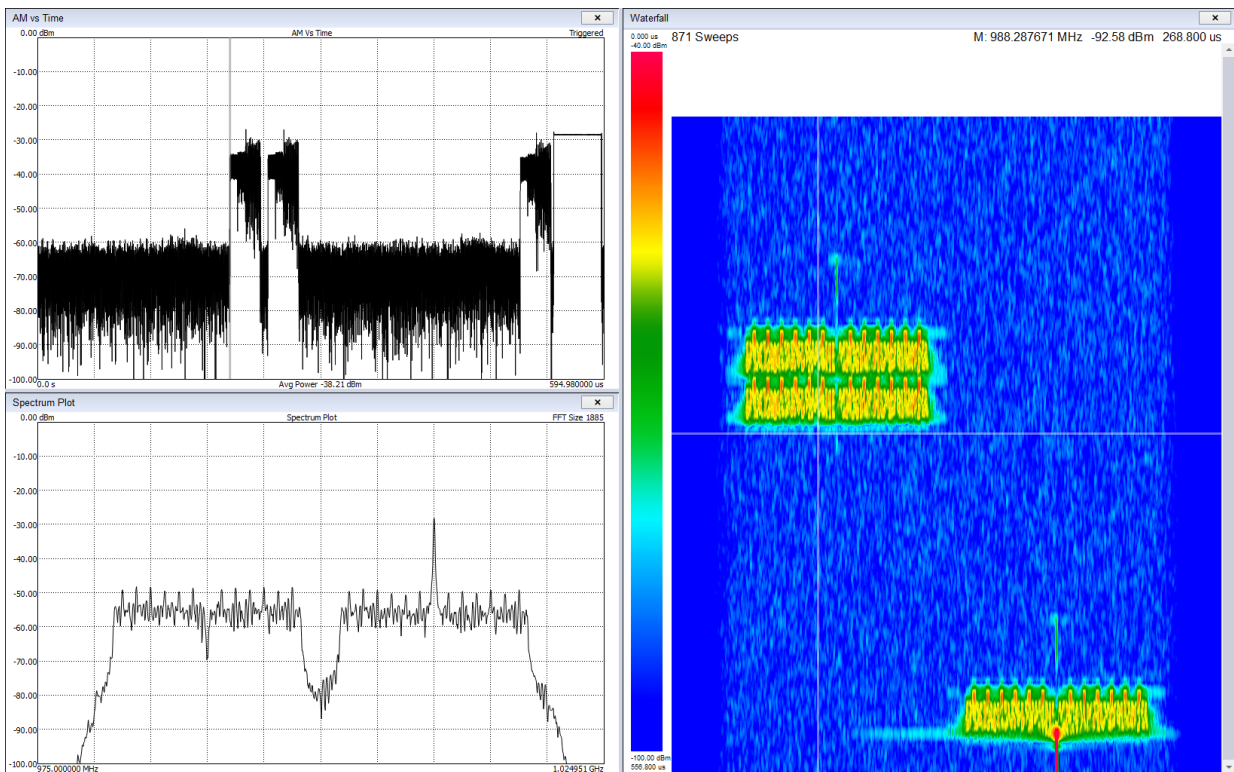 AM vs Time
0.00 dBm AM Vs Time Triggered
-10.00
-20.00
-30.00
-40.00
-50.00
-60.00
-70.00
-80.00
-90.00
-100.00
0.0 s Avg Power -38.21 dBm 594.980000 us
Spectrum Plot
0.00 dBm Spectrum Plot FFT Size 1885
-10.00
-20.00
-30.00
-40.00
-50.00
-60.00
-70.00
-80.00
-90.00
-100.00
975.000000 MHz 1.024951 GHz
Waterfall
0.000 us
-40.00 dBm
871 Sweeps M: 988.287671 MHz -92.58 dBm 268.800 us
-100.00 dBm
556.800 us